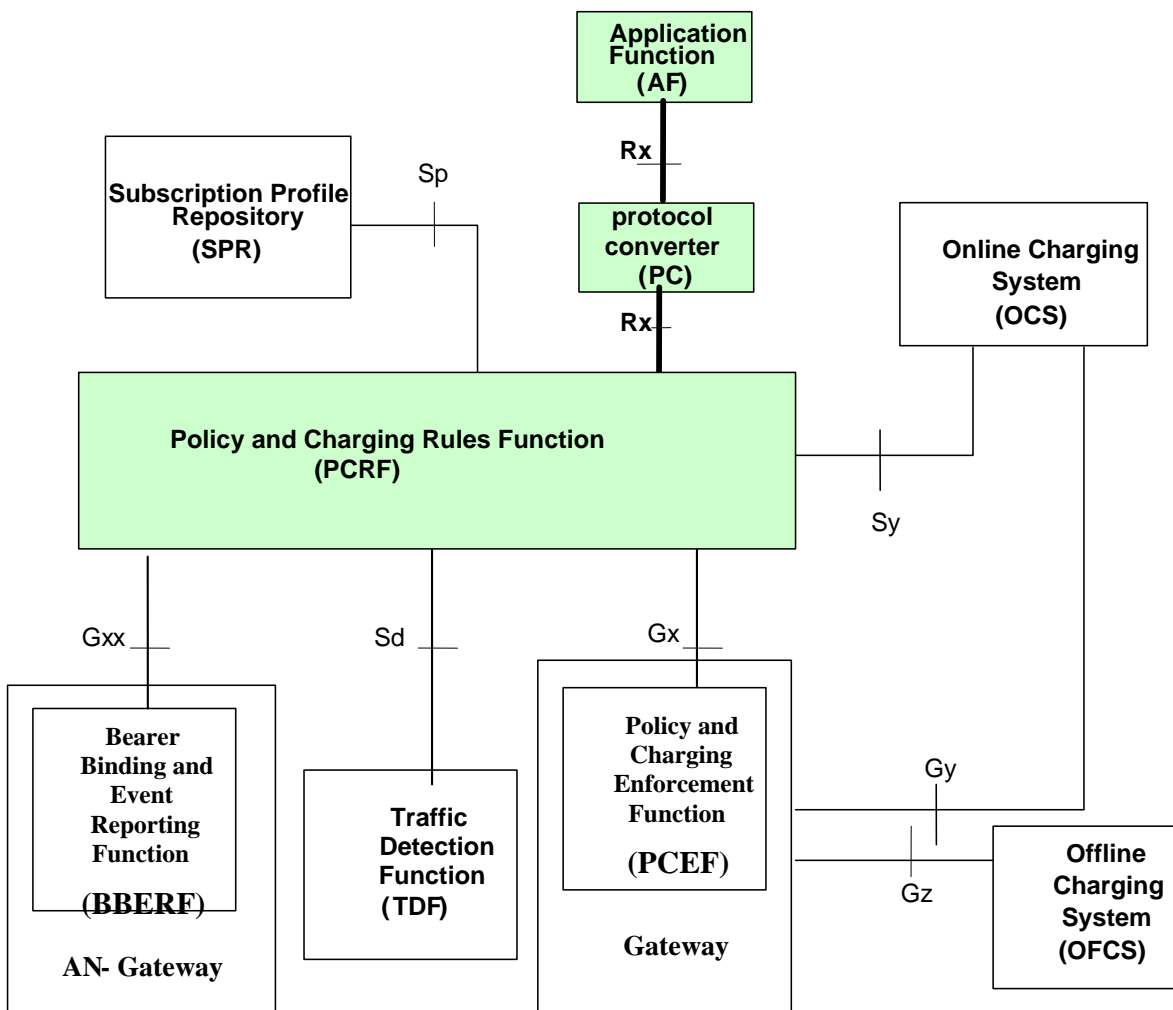 Application
Function
(AF)
Rx
Sp
Subscription Profile
Repository
(SPR)
protocol
converter
(PC)
Online Charging
System
(OCS)
Rx
Policy and Charging Rules Function
(PCRF)
Sy
Gxx
Sd
Gx
Bearer
Binding and
Event
Reporting
Function
(BBERF)
AN- Gateway
Traffic
Detection
Function
(TDF)
Policy and
Charging
Enforcement
Function
(PCEF)
Gateway
Gy
Gz
Offline
Charging
System
(OFCS)